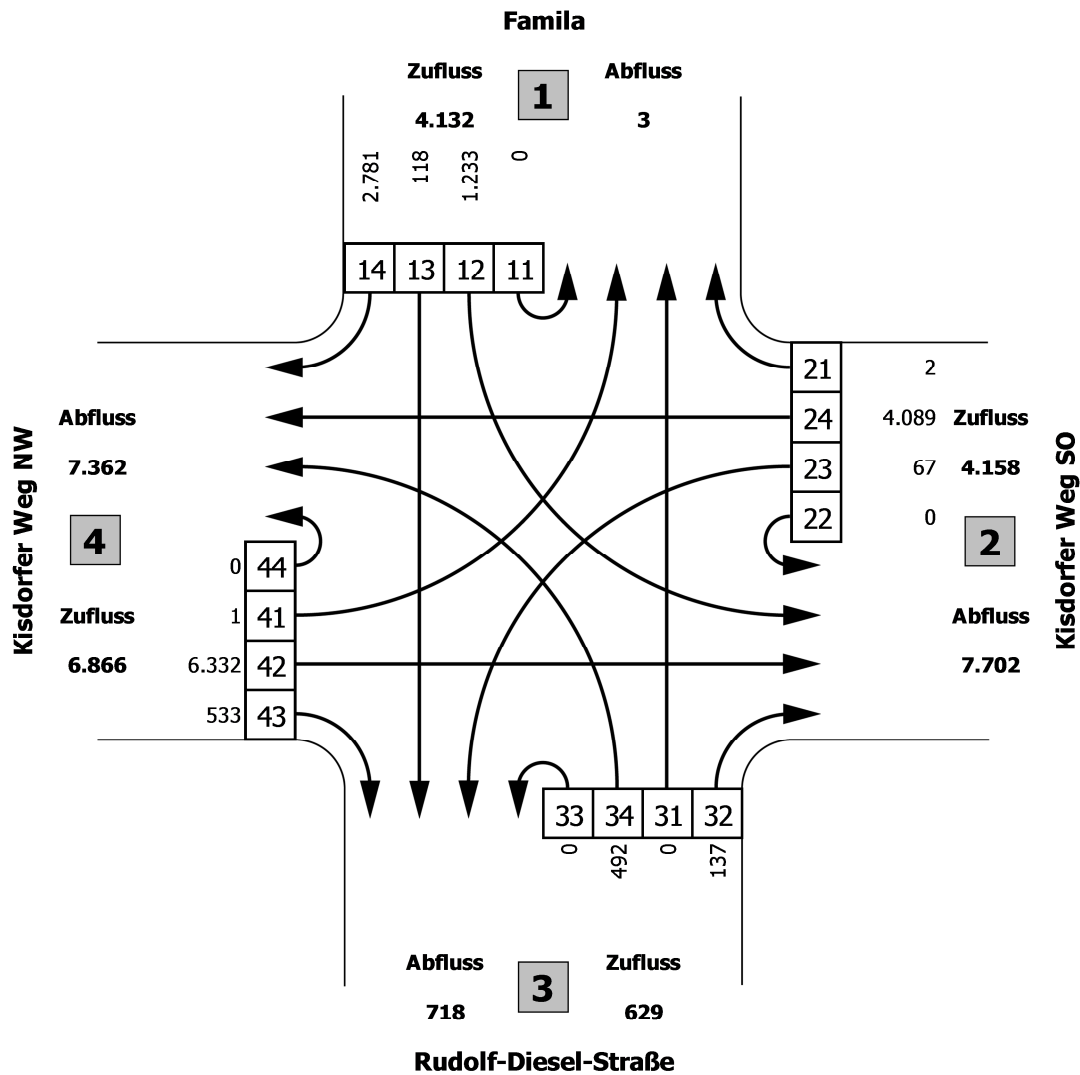 Famila
Zufluss 1 Abfluss
4.132 3
2.781 118 1.233 0
14 13 12 11
21 2
24 4.089 Zufluss
23 67 4.158
22 0
2
Abfluss
7.702
Kisdorfer Weg SO
Kisdorfer Weg NW
Abfluss
7.362
4
0 44
Zufluss 1 41
6.866 6.332 42
533 43
33 34 31 32
0 492 0 137
Abfluss 3 Zufluss
718 629
Rudolf-Diesel-Straße